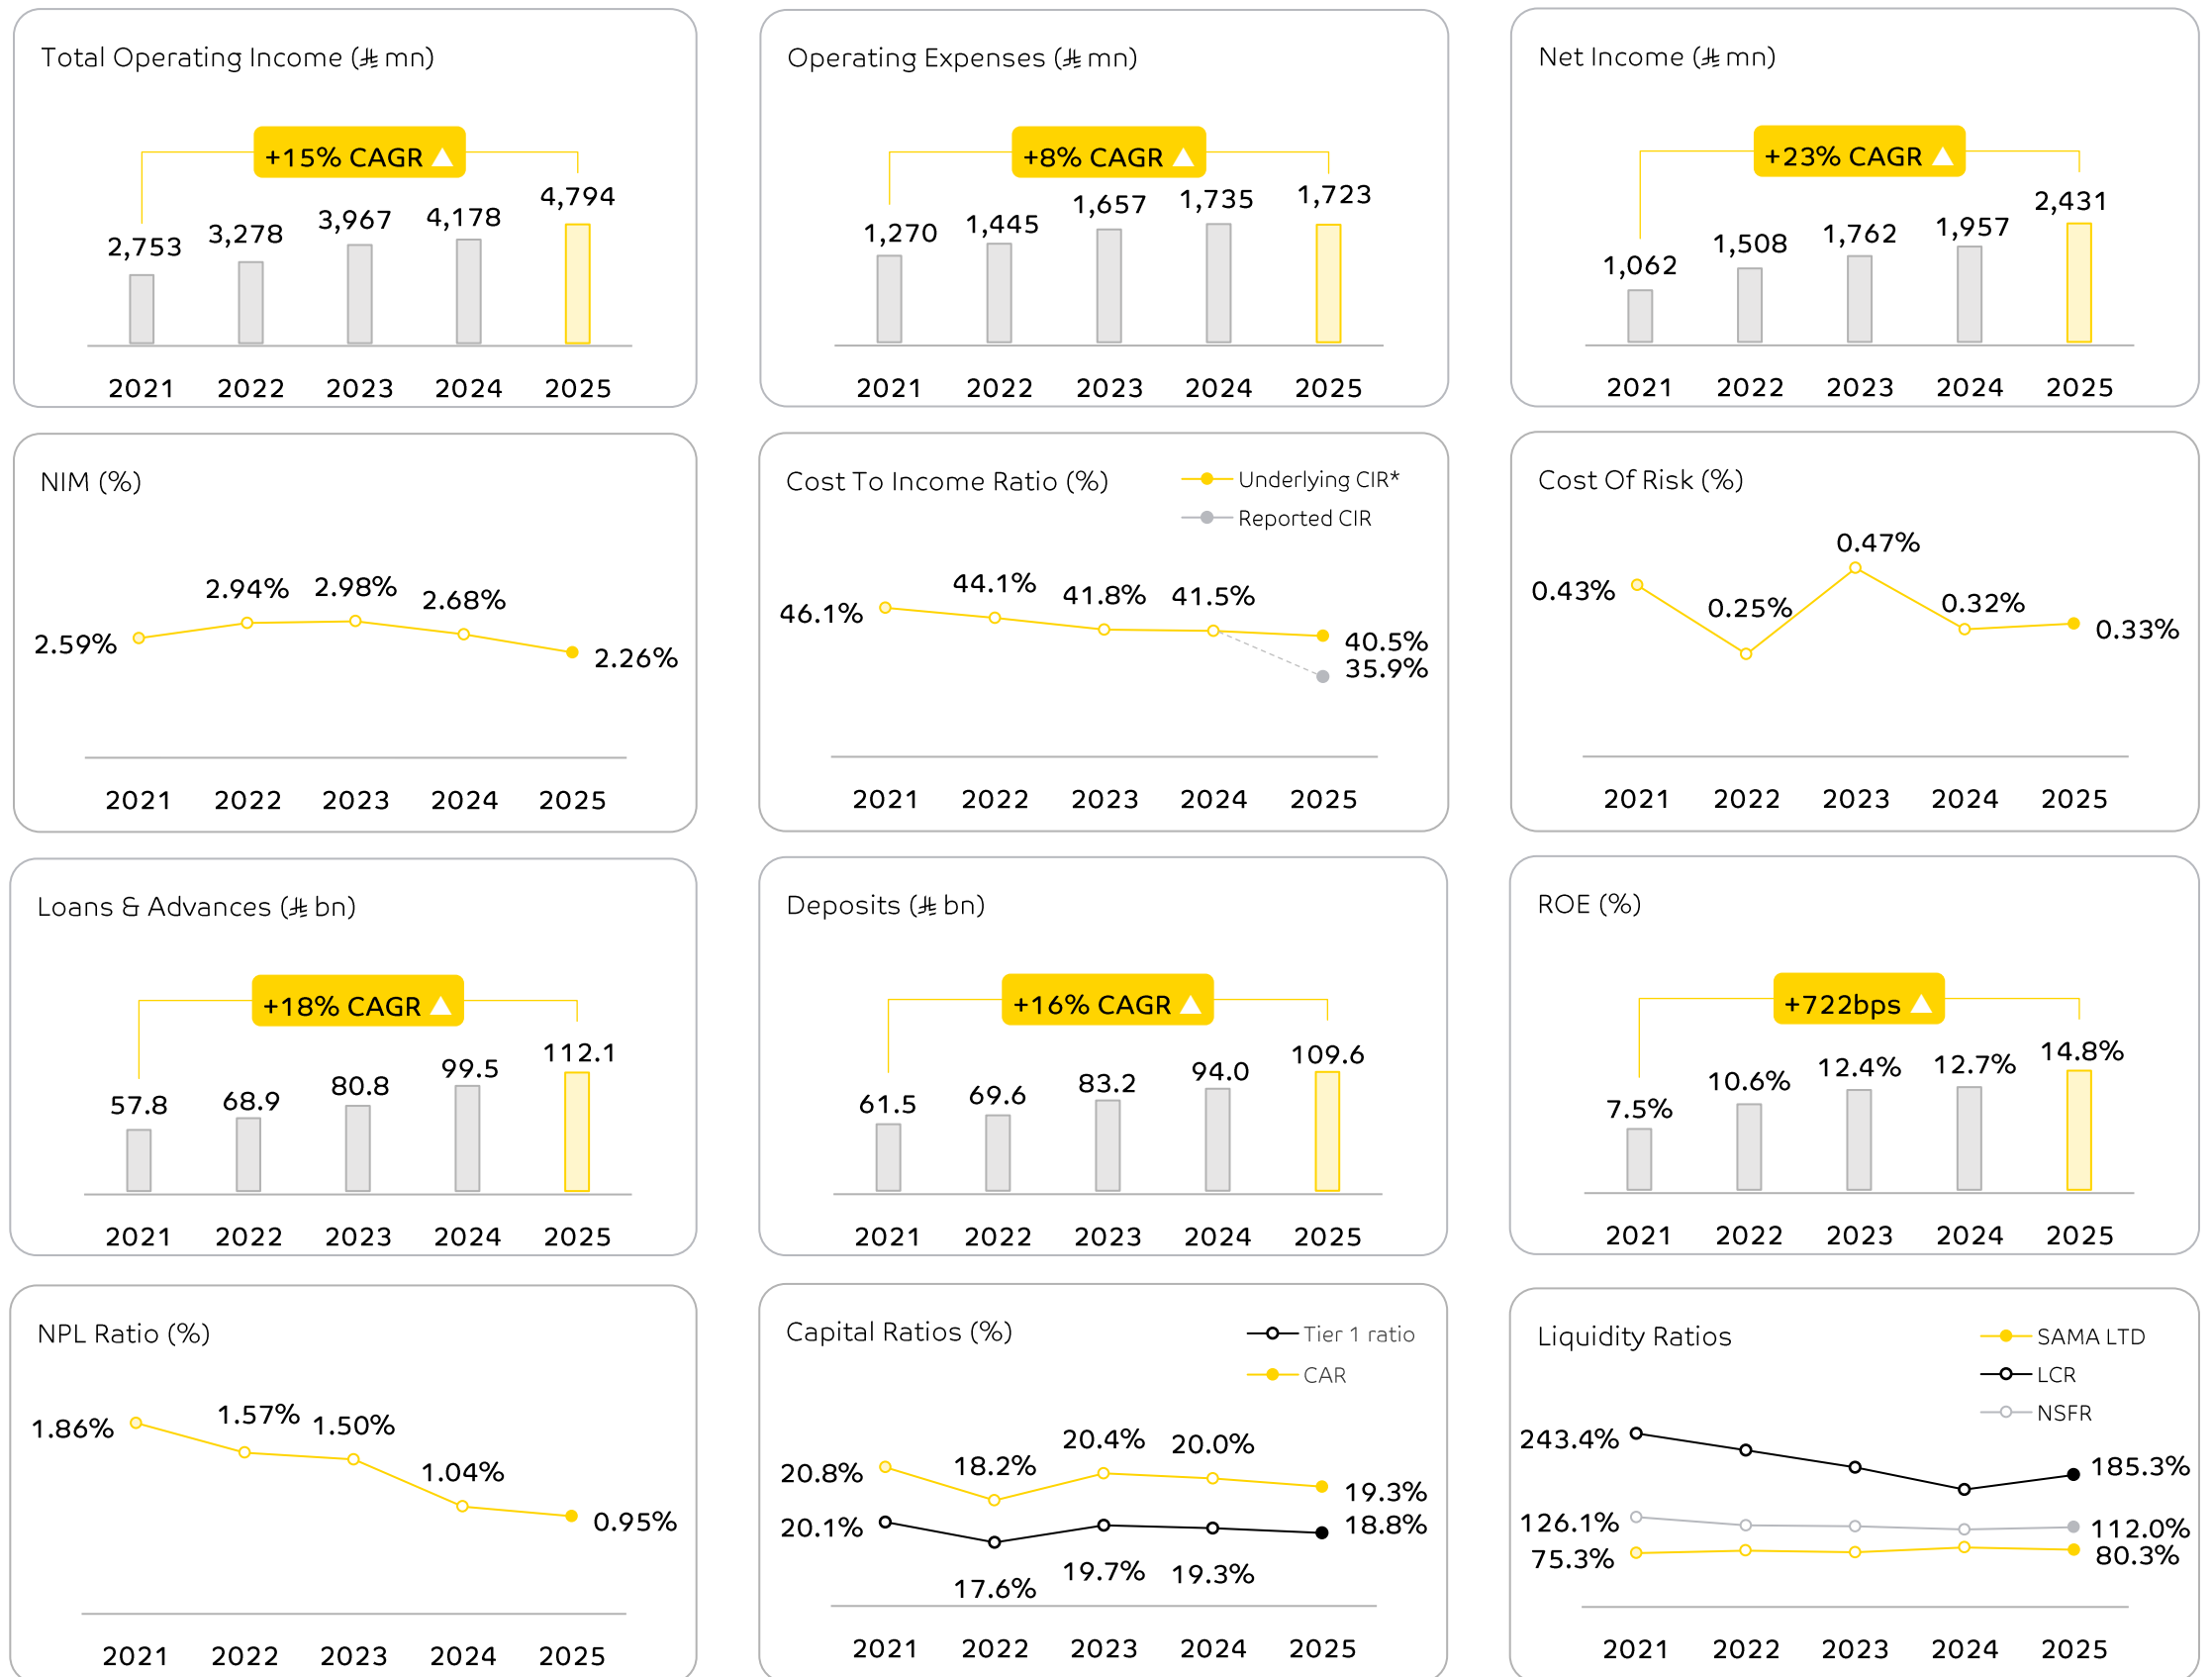 Total Operating Income (⃁ mn)
+15% CAGR
2,753 3,278 3,967 4,178 4,794
2021 2022 2023 2024 2025
Operating Expenses (⃁ mn)
+8% CAGR
1,270 1,445 1,657 1,735 1,723
2021 2022 2023 2024 2025
Net Income (⃁ mn)
+23% CAGR
1,062 1,508 1,762 1,957 2,431
2021 2022 2023 2024 2025
NIM (%)
2.59% 2.94% 2.98% 2.68% 2.26%
2021 2022 2023 2024 2025
Cost To Income Ratio (%)
Underlying CIR*
Reported CIR
46.1% 44.1% 41.8% 41.5% 40.5%
35.9%
2021 2022 2023 2024 2025
Cost Of Risk (%)
0.43% 0.25% 0.47% 0.32% 0.33%
2021 2022 2023 2024 2025
Loans & Advances (⃁ bn)
+18% CAGR
57.8 68.9 80.8 99.5 112.1
2021 2022 2023 2024 2025
Deposits (⃁ bn)
+16% CAGR
61.5 69.6 83.2 94.0 109.6
2021 2022 2023 2024 2025
ROE (%)
+722bps
7.5% 10.6% 12.4% 12.7% 14.8%
2021 2022 2023 2024 2025
NPL Ratio (%)
1.86% 1.57% 1.50% 1.04% 0.95%
2021 2022 2023 2024 2025
Capital Ratios (%)
Tier 1 ratio
CAR
20.8% 18.2% 20.4% 20.0% 19.3%
20.1% 17.6% 19.7% 19.3% 18.8%
2021 2022 2023 2024 2025
Liquidity Ratios
SAMA LTD
LCR
NSFR
243.4% 185.3%
126.1% 112.0%
75.3% 80.3%
2021 2022 2023 2024 2025